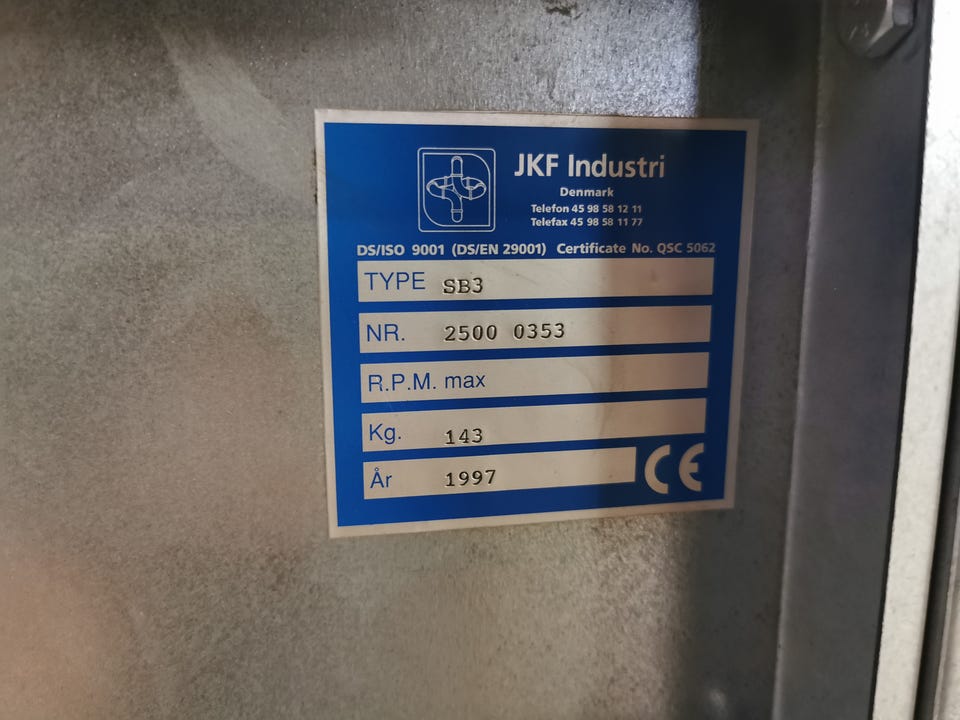 JKF Industri
Denmark
Telefon 45 98 58 12 11
Telefax 45 98 58 11 77
DS/ISO 9001 (DS/EN 29001) Certificate No. QSC 5062
TYPE SB3
NR. 2500 0353
R.P.M. max
Kg. 143
År 1997
CE